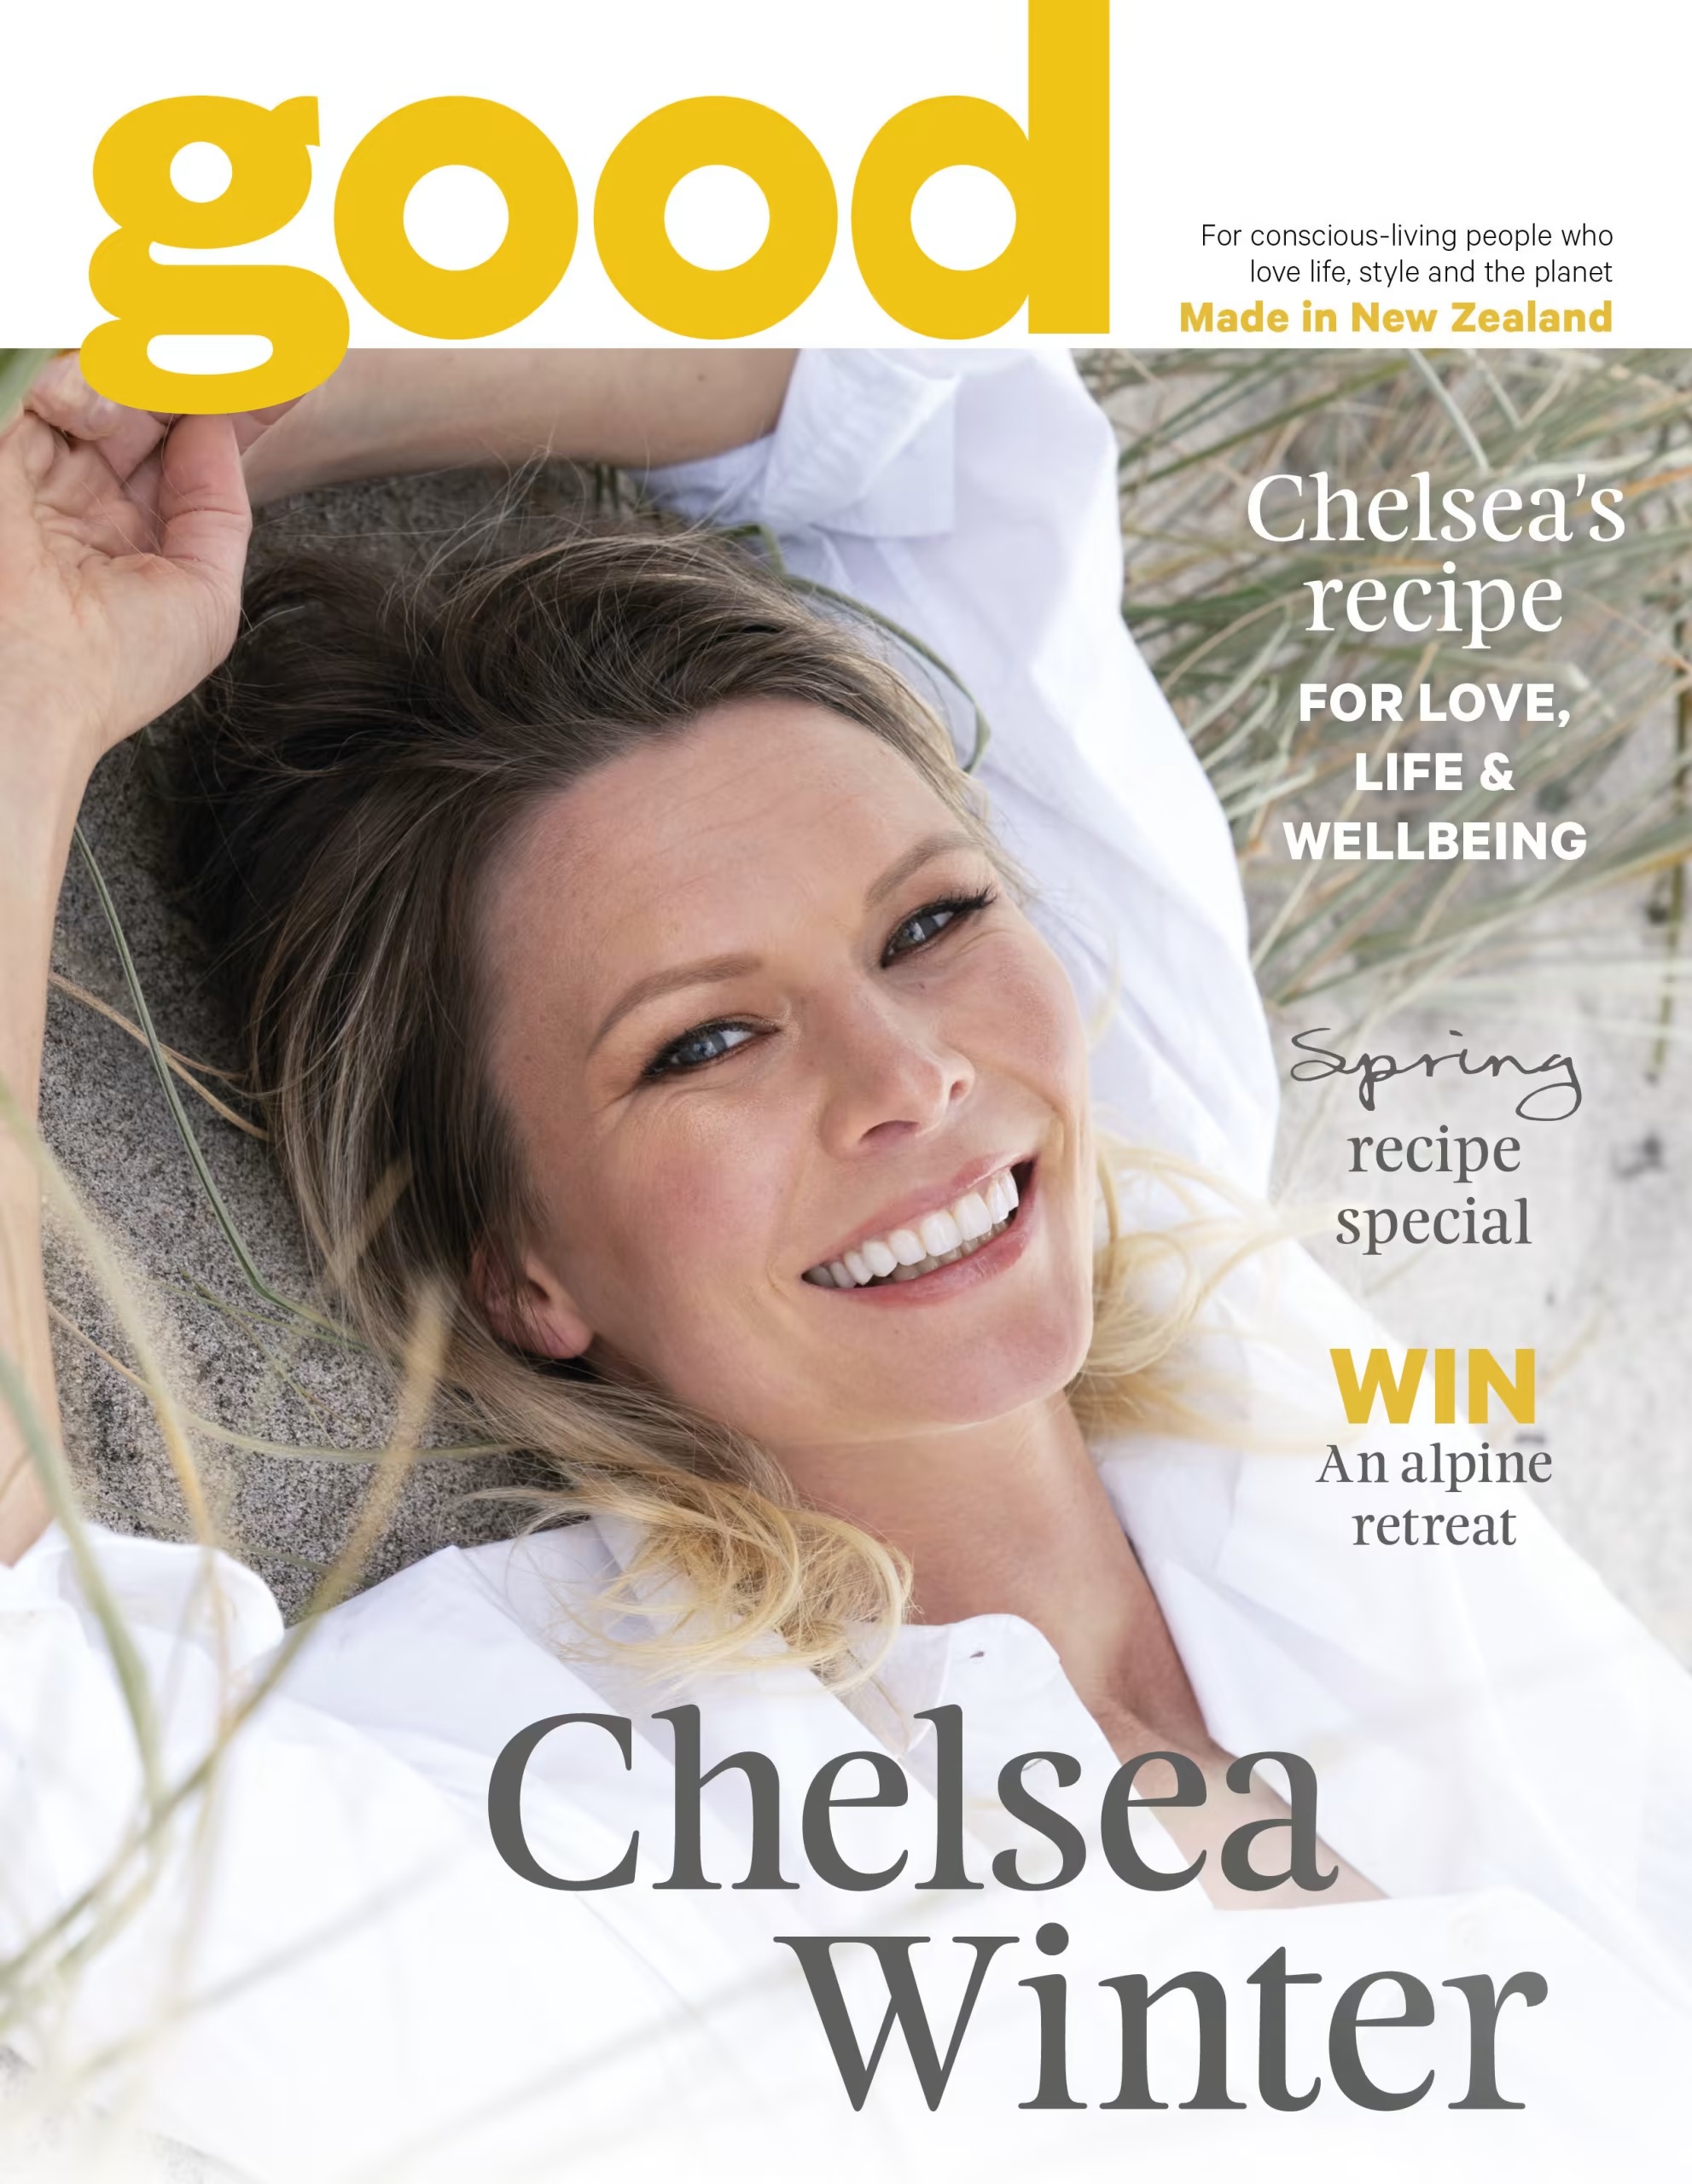 good
For conscious-living people who
love life, style and the planet
Made in New Zealand
Chelsea's
recipe
FOR LOVE,
LIFE &
WELLBEING
Spring
recipe
special
WIN
An alpine
retreat
Chelsea
Winter